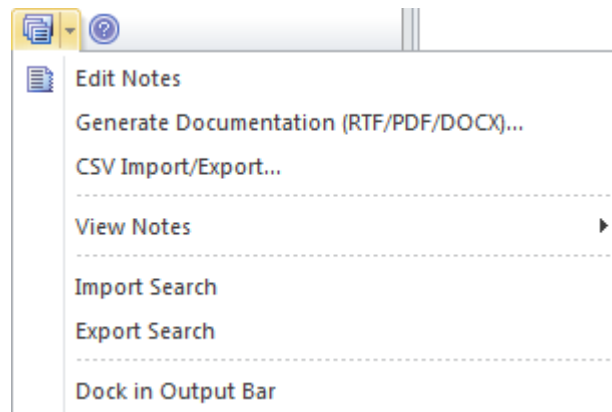 Edit Notes
Generate Documentation (RTF/PDF/DOCX)...
CSV Import/Export...
View Notes
Import Search
Export Search
Dock in Output Bar